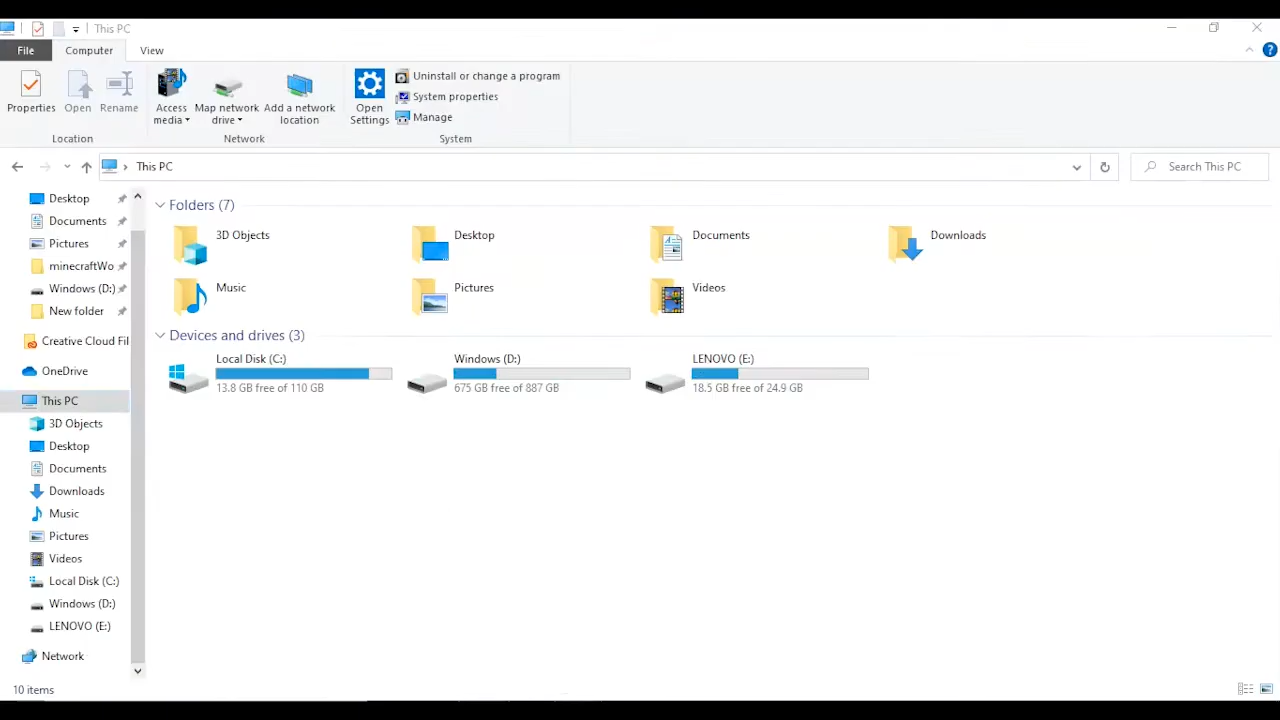 This PC
File Computer View
Properties Open Rename Access media Map network drive Add a network location Open Settings Uninstall or change a program
System properties
Manage
Location Network System
This PC Search This PC
Desktop
Documents
Pictures
minecraftWo
Windows (D:)
New folder
Creative Cloud Fil
OneDrive
This PC
3D Objects
Desktop
Documents
Downloads
Music
Pictures
Videos
Local Disk (C:)
Windows (D:)
LENOVO (E:)
Network
Folders (7)
3D Objects Desktop Documents Downloads
Music Pictures Videos
Devices and drives (3)
Local Disk (C:) Windows (D:) LENOVO (E:)
13.8 GB free of 110 GB 675 GB free of 887 GB 18.5 GB free of 24.9 GB
10 items